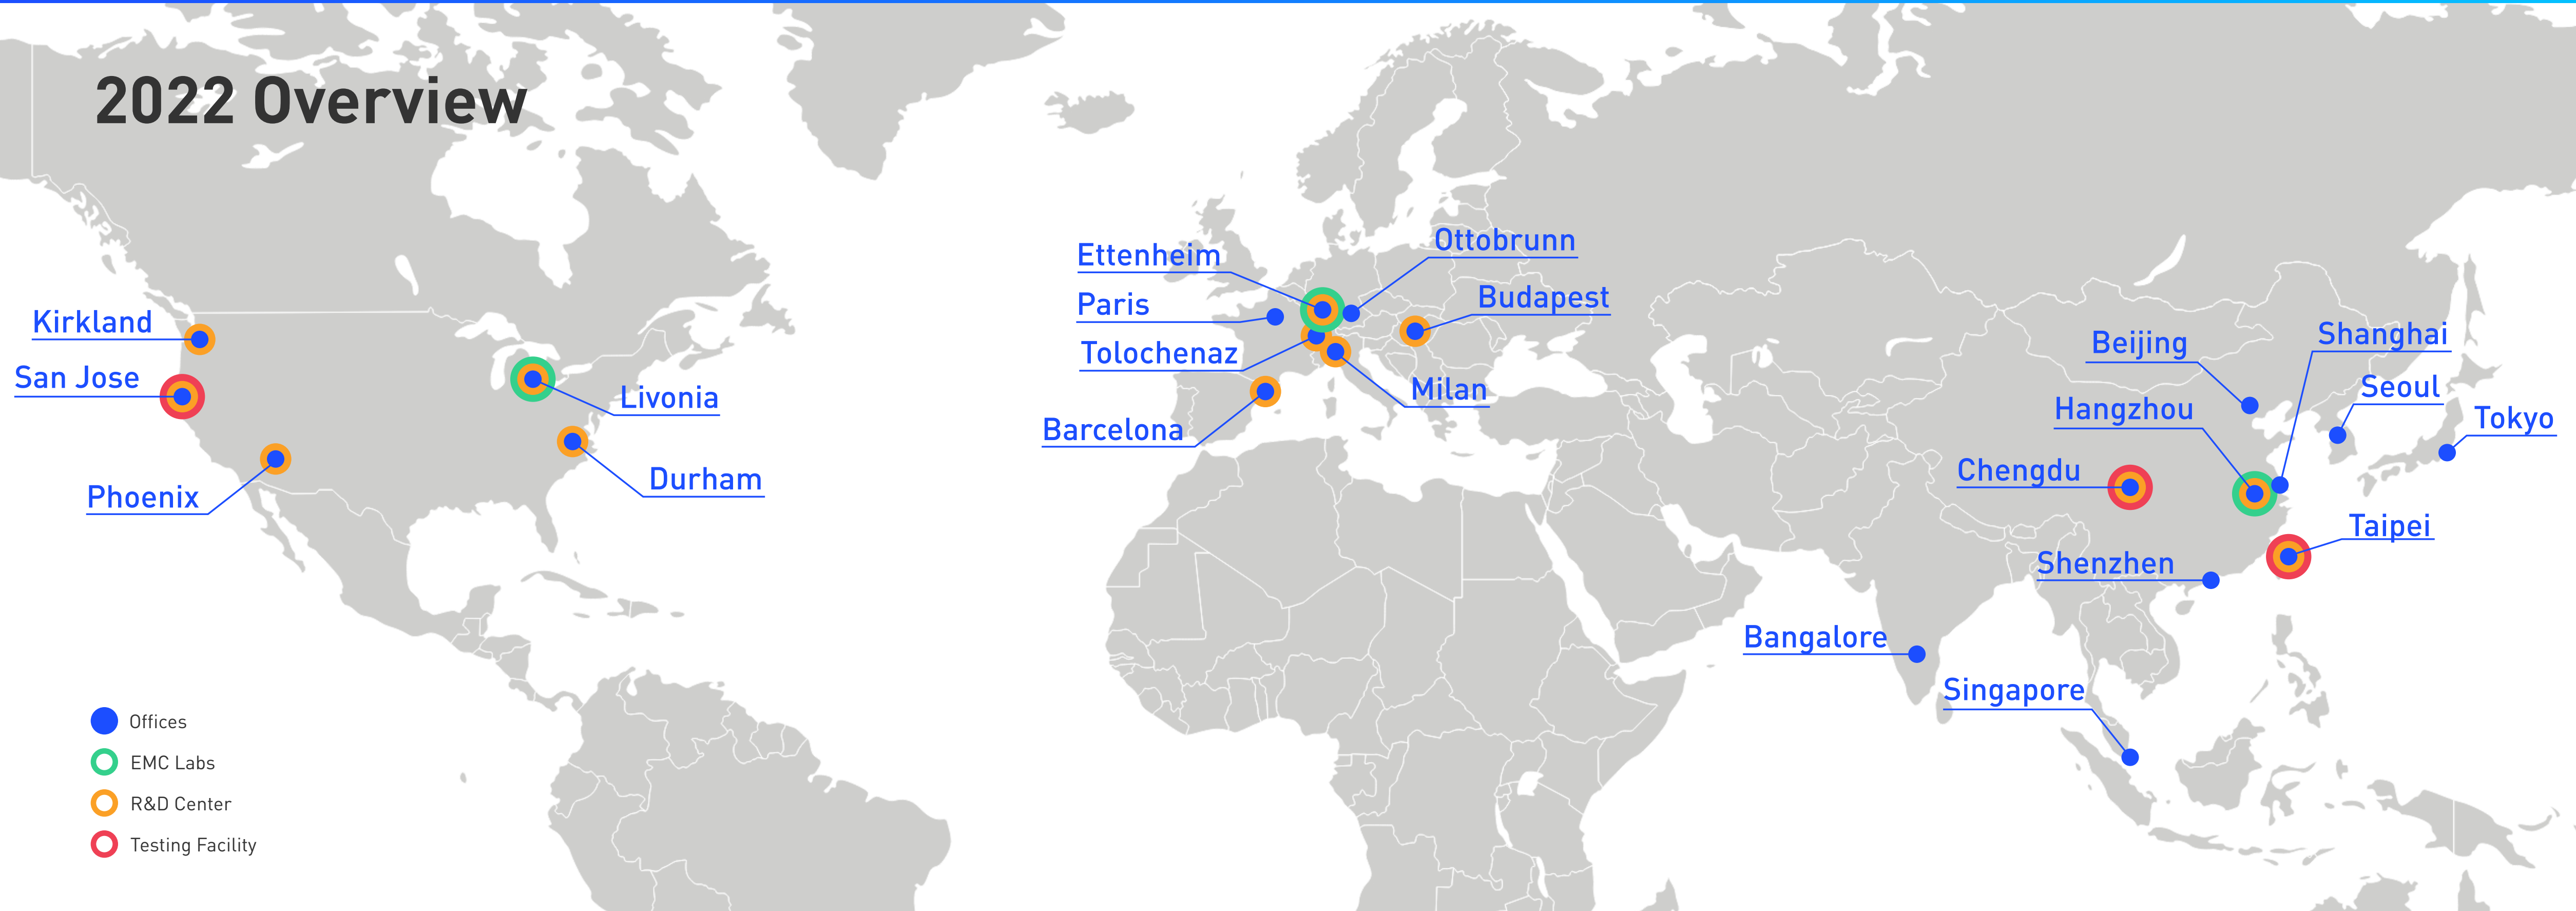 2022 Overview
Kirkland
San Jose
Phoenix
Livonia
Durham
Ettenheim
Paris
Tolochenaz
Barcelona
Ottobrunn
Budapest
Milan
Beijing
Shanghai
Hangzhou
Seoul
Tokyo
Chengdu
Taipei
Shenzhen
Bangalore
Singapore
Offices
EMC Labs
R&D Center
Testing Facility